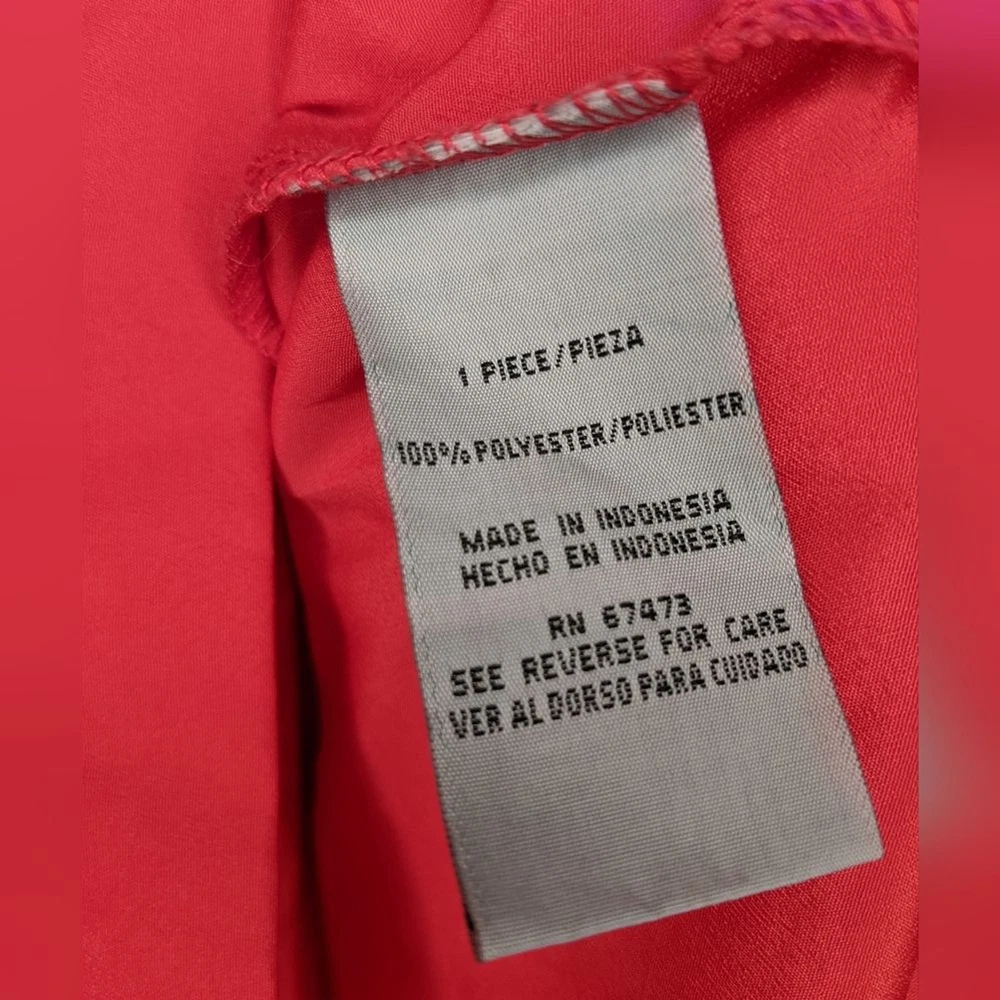 1 PIECE/PIEZA
100% POLYESTER/POLIESTER
MADE IN INDONESIA
HECHO EN INDONESIA
RN 67473
SEE REVERSE FOR CARE
VER AL DORSO PARA CUIDADO